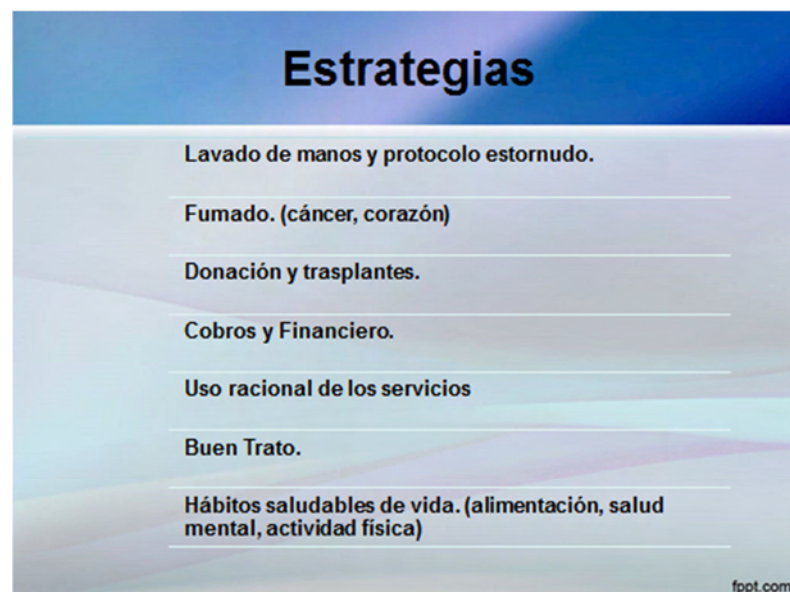 Estrategias
Lavado de manos y protocolo estornudo.
Fumado. (cáncer, corazón)
Donación y trasplantes.
Cobros y Financiero.
Uso racional de los servicios
Buen Trato.
Hábitos saludables de vida. (alimentación, salud
mental, actividad física)
fppt.com